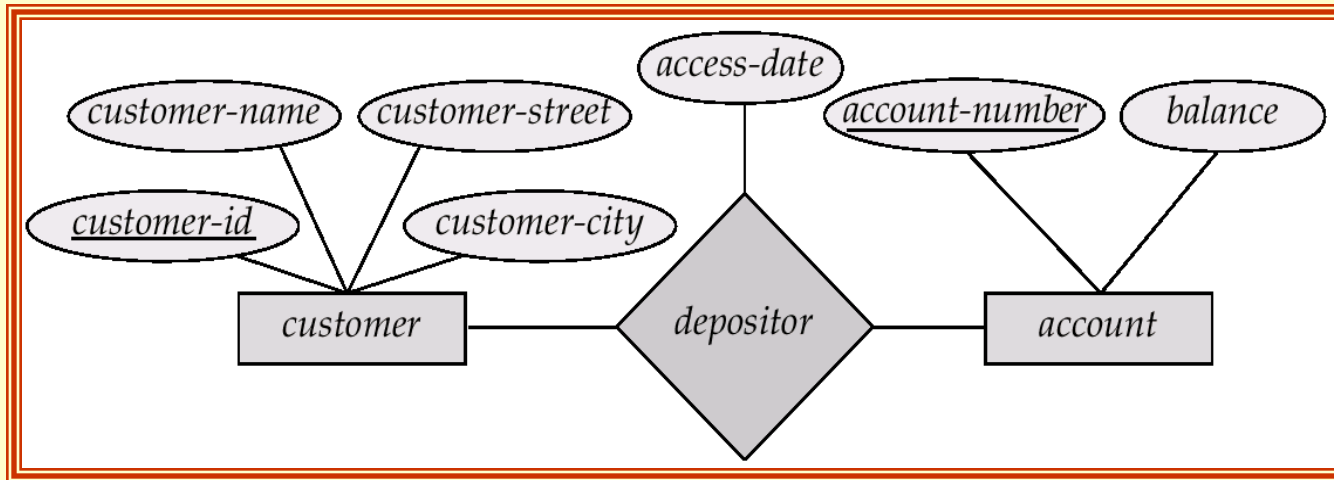 access-date
customer-name
customer-street
account-number
balance
customer-id
customer-city
customer
depositor
account